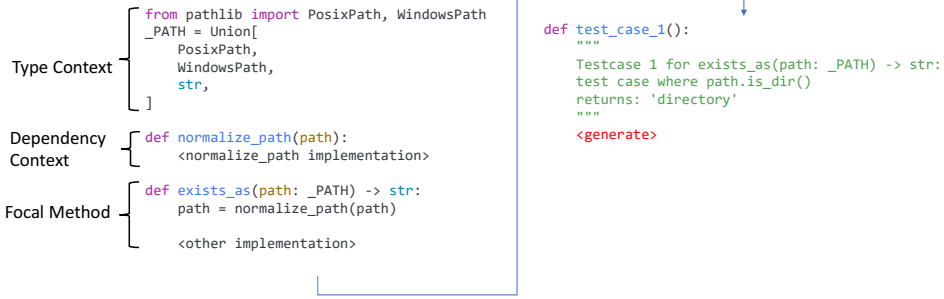 Type Context
from pathlib import PosixPath, WindowsPath
_PATH = Union[
    PosixPath,
    WindowsPath,
    str,
]
Dependency
Context
def normalize_path(path):
    <normalize_path implementation>
Focal Method
def exists_as(path: _PATH) -> str:
    path = normalize_path(path)
    <other implementation>
def test_case_1():
    """
    Testcase 1 for exists_as(path: _PATH) -> str:
    test case where path.is_dir()
    returns: 'directory'
    """
    <generate>